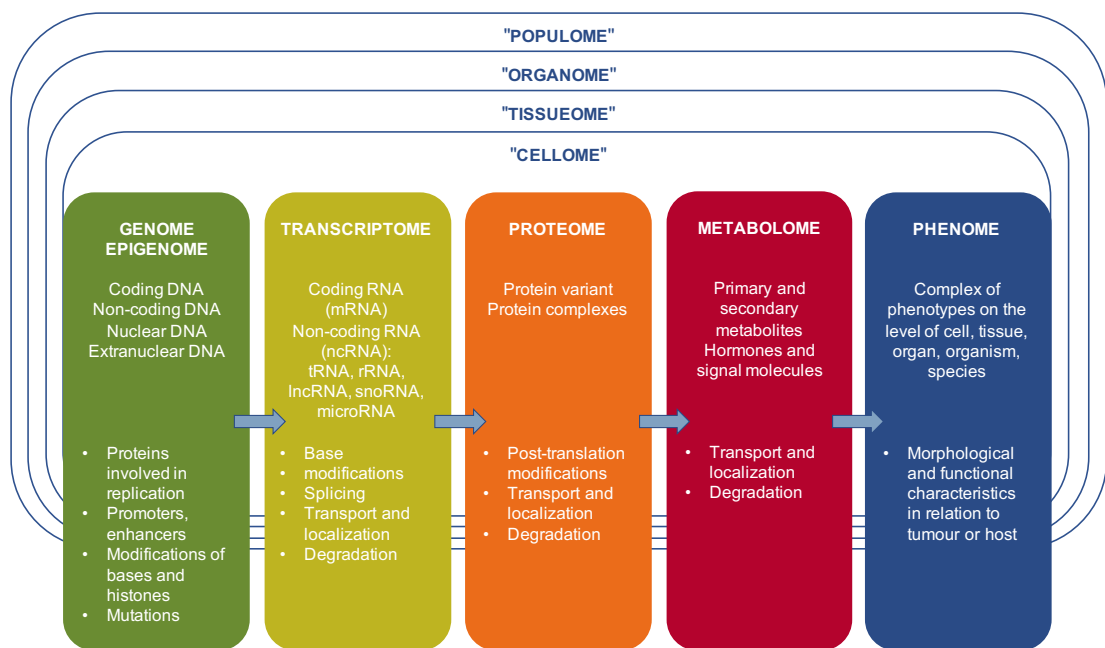 "POPULOME"
"ORGANOME"
"TISSUEOME"
"CELLOME"
GENOME
EPIGENOME
Coding DNA
Non-coding DNA
Nuclear DNA
Extranuclear DNA
• Proteins
involved in
replication
• Promoters,
enhancers
• Modifications of
bases and
histones
• Mutations
TRANSCRIPTOME
Coding RNA
(mRNA)
Non-coding RNA
(ncRNA):
tRNA, rRNA,
lncRNA, snoRNA,
microRNA
• Base
• modifications
• Splicing
• Transport and
localization
• Degradation
PROTEOME
Protein variant
Protein complexes
• Post-translation
modifications
• Transport and
localization
• Degradation
METABOLOME
Primary and
secondary
metabolites
Hormones and
signal molecules
• Transport and
localization
• Degradation
PHENOME
Complex of
phenotypes on the
level of cell, tissue,
organ, organism,
species
• Morphological
and functional
characteristics
in relation to
tumour or host